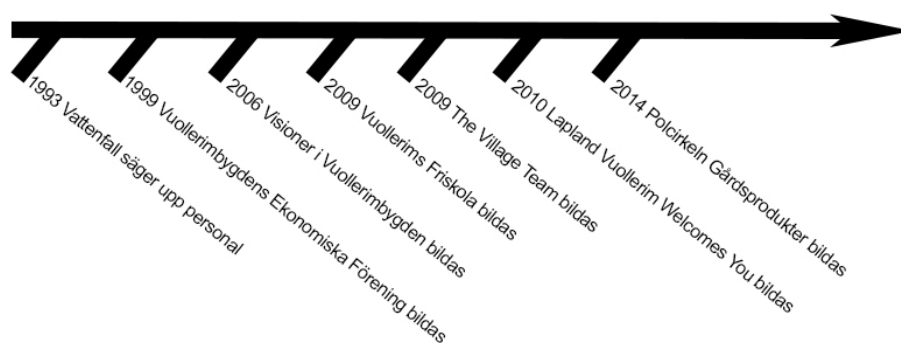 1993 Vattenfall säger upp personal
1999 Vuollerimbygdens Ekonomiska Förening bildas
2006 Visioner i Vuollerimbygden bildas
2009 Vuollerims Friskola bildas
2009 The Village Team bildas
2010 Lapland Vuollerim Welcomes You bildas
2014 Polcirkeln Gårdsprodukter bildas